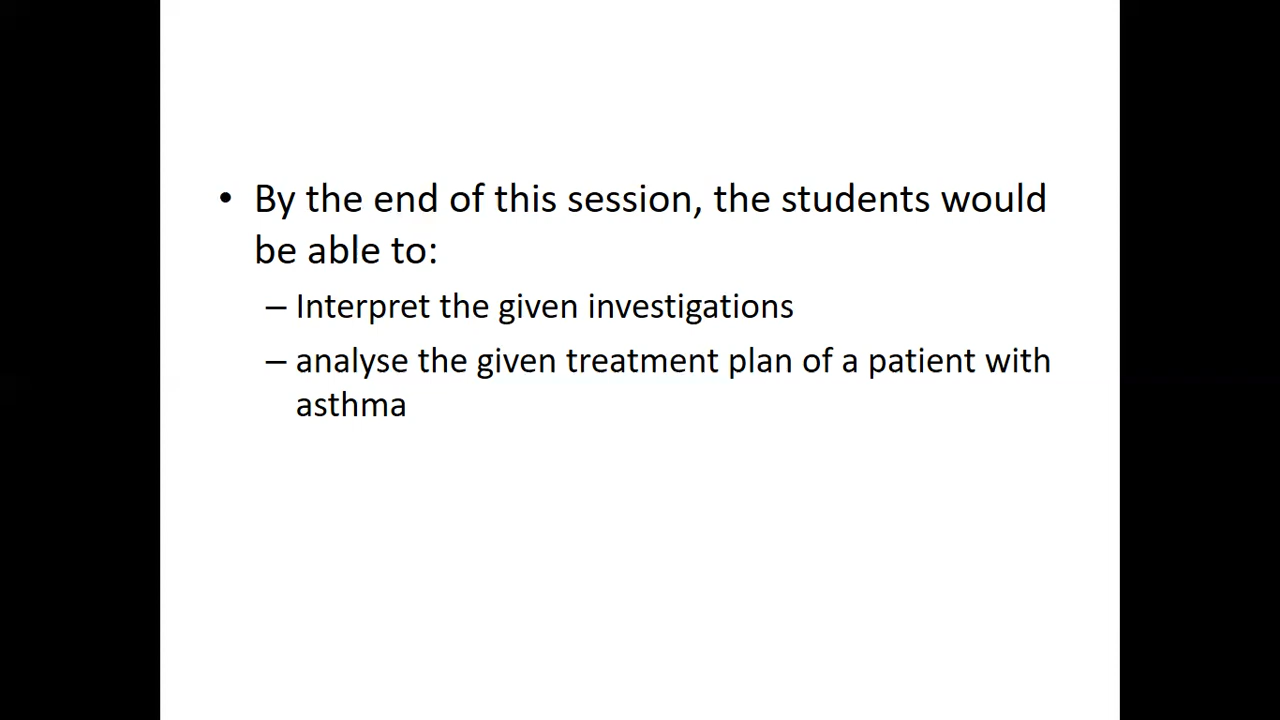 • By the end of this session, the students would
be able to:
– Interpret the given investigations
– analyse the given treatment plan of a patient with
asthma